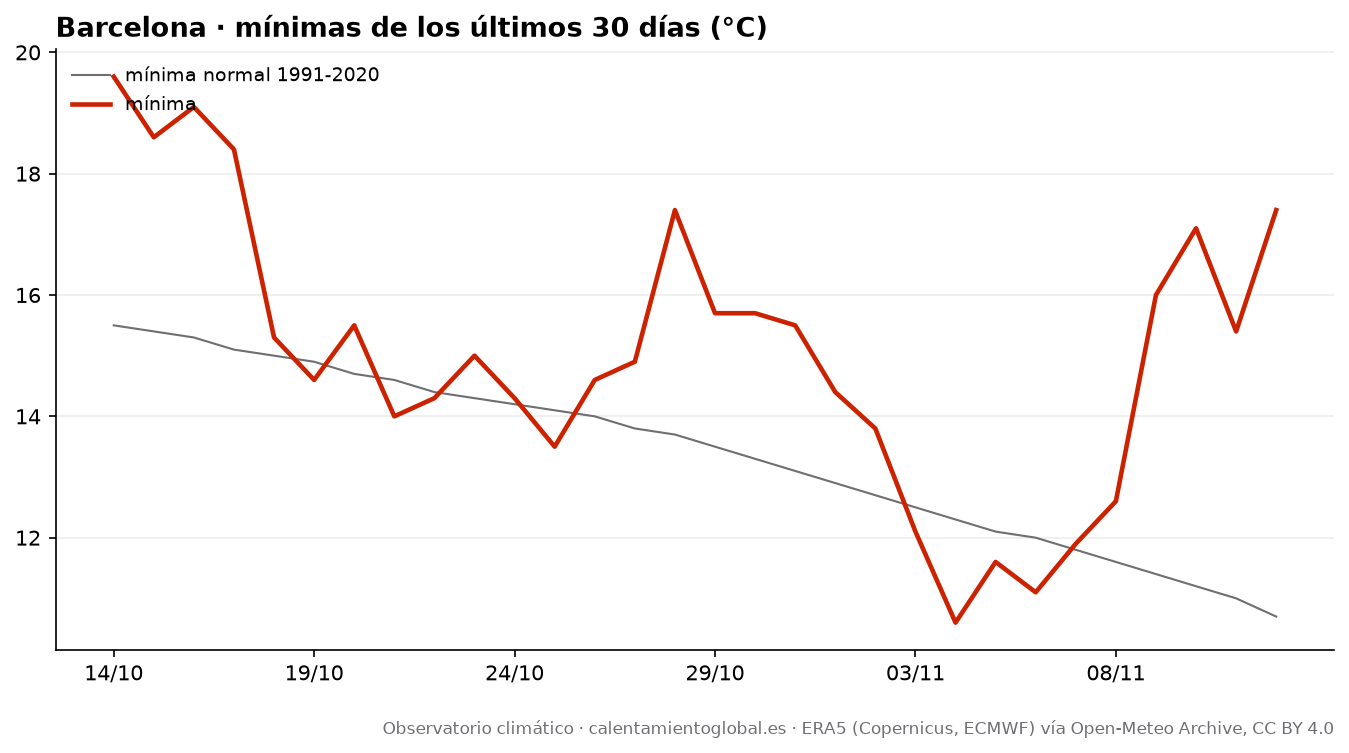 Barcelona · mínimas de los últimos 30 días (°C)
mínima normal 1991-2020
mínima
20
18
16
14
12
14/10 19/10 24/10 29/10 03/11 08/11
Observatorio climático · calentamientoglobal.es · ERA5 (Copernicus, ECMWF) vía Open-Meteo Archive, CC BY 4.0